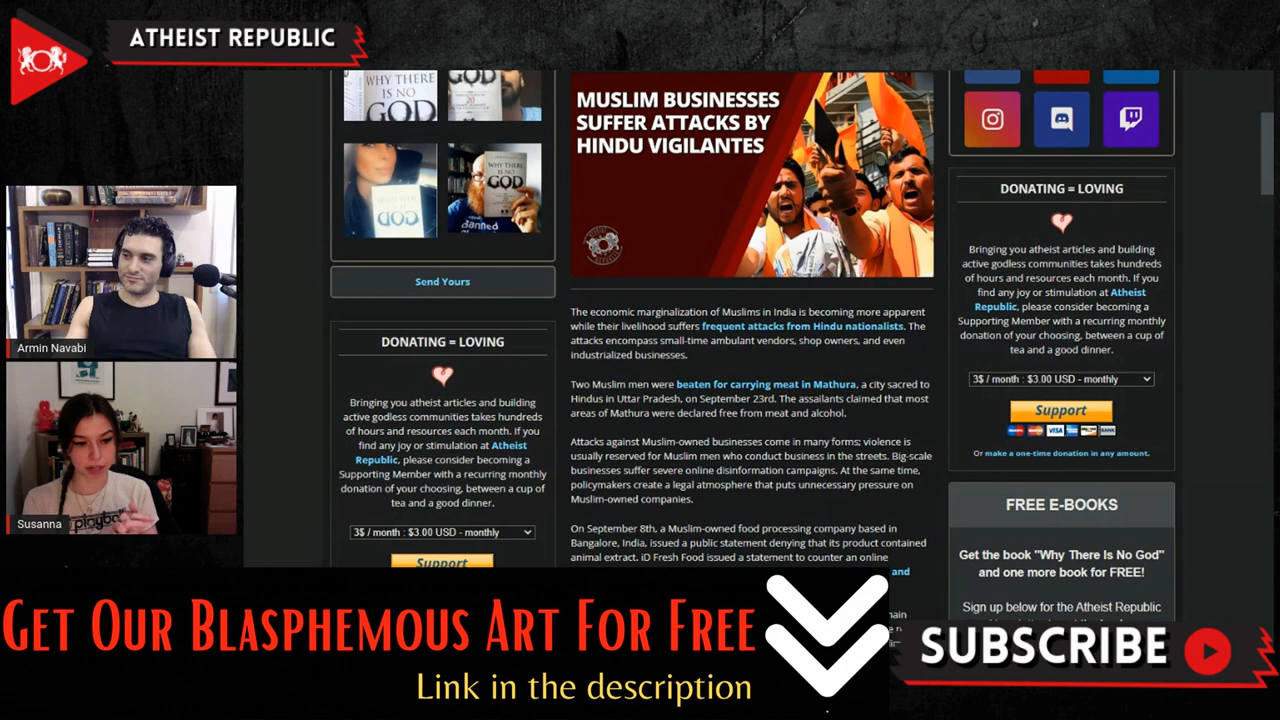 ATHEIST REPUBLIC
WHY THERE
IS NO
GOD
GOD
20
WHY THERE
IS NO
GOD
GOD
Banned
Send Yours
DONATING = LOVING
Bringing you atheist articles and building
active godless communities takes hundreds
of hours and resources each month. If you
find any joy or stimulation at Atheist
Republic, please consider becoming a
Supporting Member with a recurring monthly
donation of your choosing, between a cup of
tea and a good dinner.
3$ / month : $3.00 USD - monthly
Support
MUSLIM BUSINESSES
SUFFER ATTACKS BY
HINDU VIGILANTES
The economic marginalization of Muslims in India is becoming more apparent
while their livelihood suffers frequent attacks from Hindu nationalists. The
attacks encompass small-time ambulant vendors, shop owners, and even
industrialized businesses.
Two Muslim men were beaten for carrying meat in Mathura, a city sacred to
Hindus in Uttar Pradesh, on September 23rd. The assailants claimed that most
areas of Mathura were declared free from meat and alcohol.
Attacks against Muslim-owned businesses come in many forms; violence is
usually reserved for Muslim men who conduct business in the streets. Big-scale
businesses suffer severe online disinformation campaigns. At the same time,
policymakers create a legal atmosphere that puts unnecessary pressure on
Muslim-owned companies.
On September 8th, a Muslim-owned food processing company based in
Bangalore, India, issued a public statement denying that its product contained
animal extract. iD Fresh Food issued a statement to counter an online
and
DONATING = LOVING
Bringing you atheist articles and building
active godless communities takes hundreds
of hours and resources each month. If you
find any joy or stimulation at Atheist
Republic, please consider becoming a
Supporting Member with a recurring monthly
donation of your choosing, between a cup of
tea and a good dinner.
3$ / month : $3.00 USD - monthly
Support
VISA
BANK
Or make a one-time donation in any amount.
FREE E-BOOKS
Get the book "Why There Is No God"
and one more book for FREE!
Sign up below for the Atheist Republic
Armin Navabi
Susanna
playbo
GET OUR BLASPHEMOUS ART FOR FREE
Link in the description
SUBSCRIBE